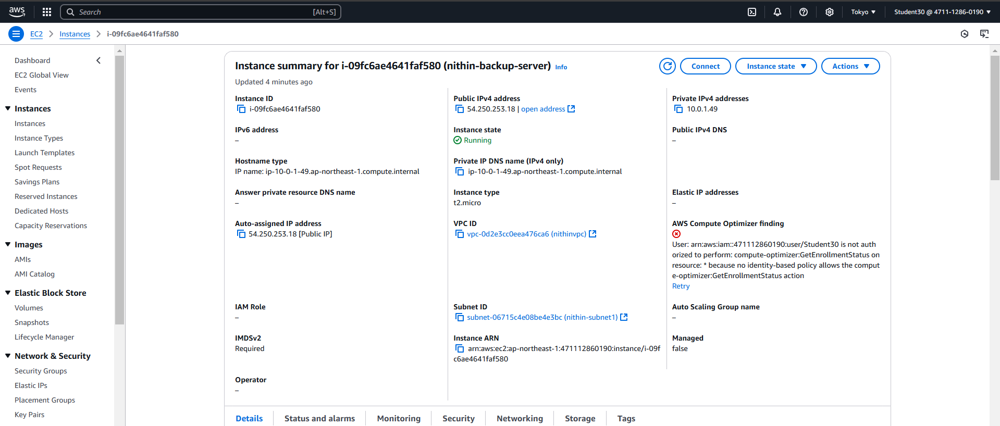 aws
Search
[Alt+S]
Tokyo
Student30 @ 4711-1286-0190
EC2
Instances
i-09fc6ae4641faf580
Dashboard
EC2 Global View
Events
Instances
Instances
Instance Types
Launch Templates
Spot Requests
Savings Plans
Reserved Instances
Dedicated Hosts
Capacity Reservations
Images
AMIs
AMI Catalog
Elastic Block Store
Volumes
Snapshots
Lifecycle Manager
Network & Security
Security Groups
Elastic IPs
Placement Groups
Key Pairs
Instance summary for i-09fc6ae4641faf580 (nithin-backup-server) Info
Connect
Instance state
Actions
Updated 4 minutes ago
Instance ID
i-09fc6ae4641faf580
Public IPv4 address
54.250.253.18 | open address
Private IPv4 addresses
10.0.1.49
IPv6 address
–
Instance state
Running
Public IPv4 DNS
–
Hostname type
IP name: ip-10-0-1-49.ap-northeast-1.compute.internal
Private IP DNS name (IPv4 only)
ip-10-0-1-49.ap-northeast-1.compute.internal
Answer private resource DNS name
–
Instance type
t2.micro
Elastic IP addresses
–
Auto-assigned IP address
54.250.253.18 [Public IP]
VPC ID
vpc-0d2e3cc0eea476ca6 (nithinvpc)
AWS Compute Optimizer finding
User: arn:aws:iam::471112860190:user/Student30 is not auth
orized to perform: compute-optimizer:GetEnrollmentStatus on
resource: * because no identity-based policy allows the comput
e-optimizer:GetEnrollmentStatus action
Retry
IAM Role
–
Subnet ID
subnet-06715c4e08be4e3bc (nithin-subnet1)
Auto Scaling Group name
–
IMDSv2
Required
Instance ARN
arn:aws:ec2:ap-northeast-1:471112860190:instance/i-09f
c6ae4641faf580
Managed
false
Operator
–
Details
Status and alarms
Monitoring
Security
Networking
Storage
Tags